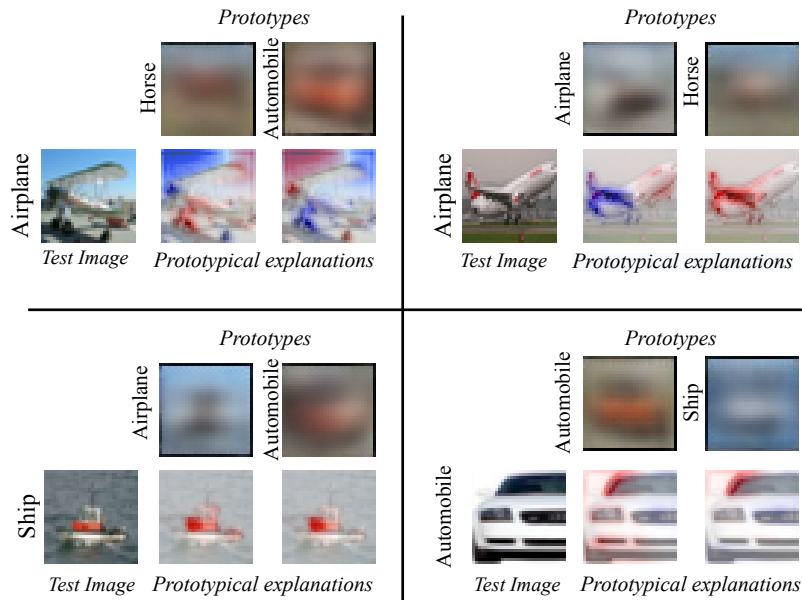 Prototypes
Horse
Automobile
Airplane
Test Image
Prototypical explanations
Prototypes
Airplane
Horse
Airplane
Test Image
Prototypical explanations
Prototypes
Airplane
Automobile
Ship
Test Image
Prototypical explanations
Prototypes
Automobile
Ship
Automobile
Test Image
Prototypical explanations